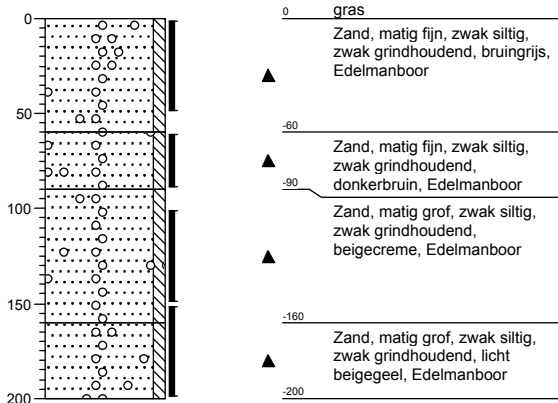 0
50
100
150
200
0
gras
Zand, matig fijn, zwak siltig,
zwak grindhoudend, bruingrijs,
Edelmanboor
-60
Zand, matig fijn, zwak siltig,
zwak grindhoudend,
donkerbruin, Edelmanboor
-90
Zand, matig grof, zwak siltig,
zwak grindhoudend,
beigecreme, Edelmanboor
-160
Zand, matig grof, zwak siltig,
zwak grindhoudend, licht
beigegeel, Edelmanboor
-200